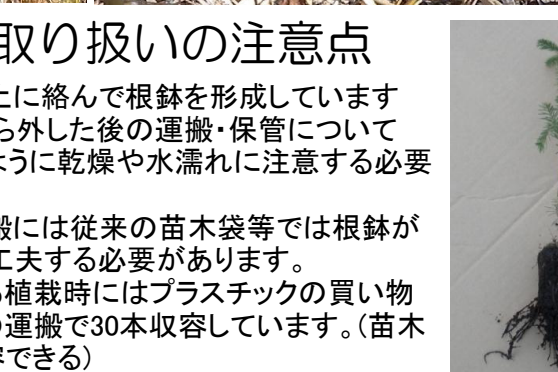 取り扱いの注意点
土に絡んで根鉢を形成しています
ら外した後の運搬・保管について
ように乾燥や水濡れに注意する必要
搬には従来の苗木袋等では根鉢が
工夫する必要があります。
る植栽時にはプラスチックの買い物
の運搬で30本収容しています。(苗木
容できる)